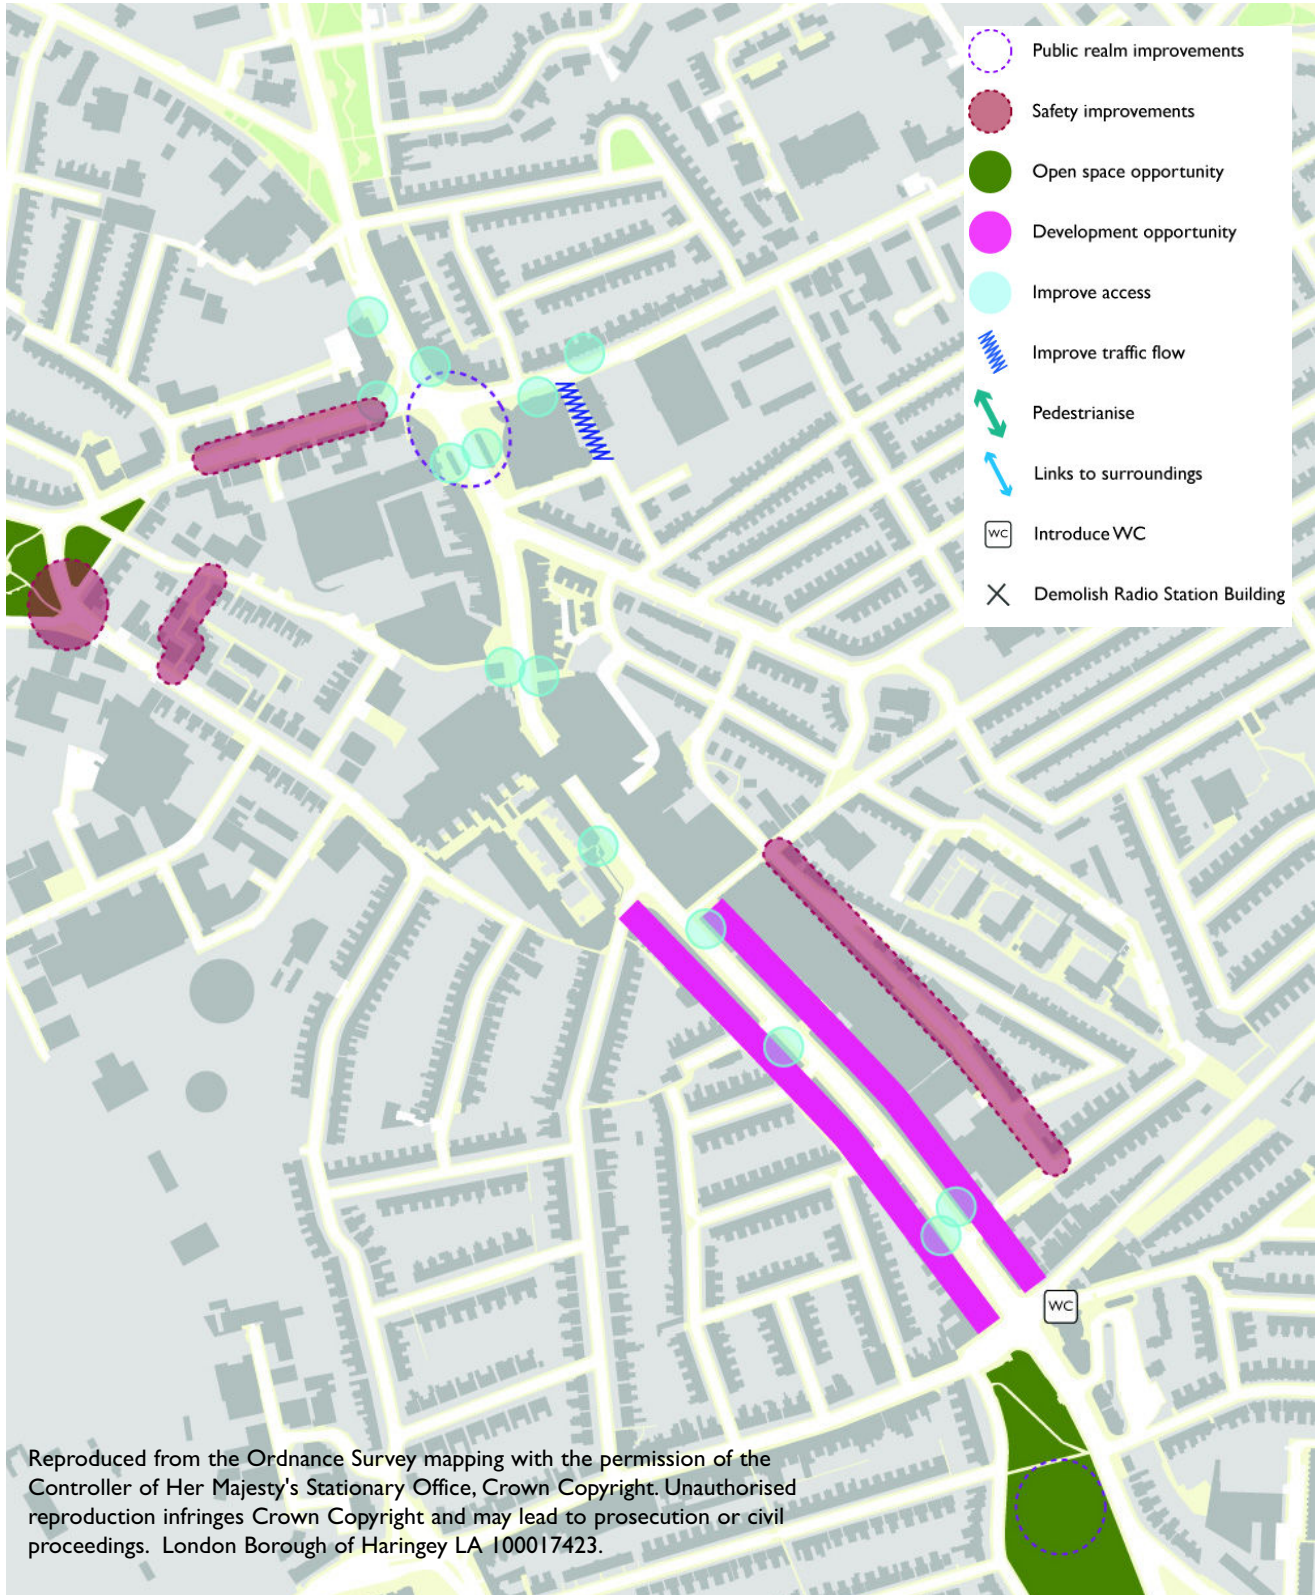 Public realm improvements
Safety improvements
Open space opportunity
Development opportunity
Improve access
Improve traffic flow
Pedestrianise
Links to surroundings
WC Introduce WC
Demolish Radio Station Building
WC
Reproduced from the Ordnance Survey mapping with the permission of the
Controller of Her Majesty's Stationary Office, Crown Copyright. Unauthorised
reproduction infringes Crown Copyright and may lead to prosecution or civil
proceedings. London Borough of Haringey LA 100017423.